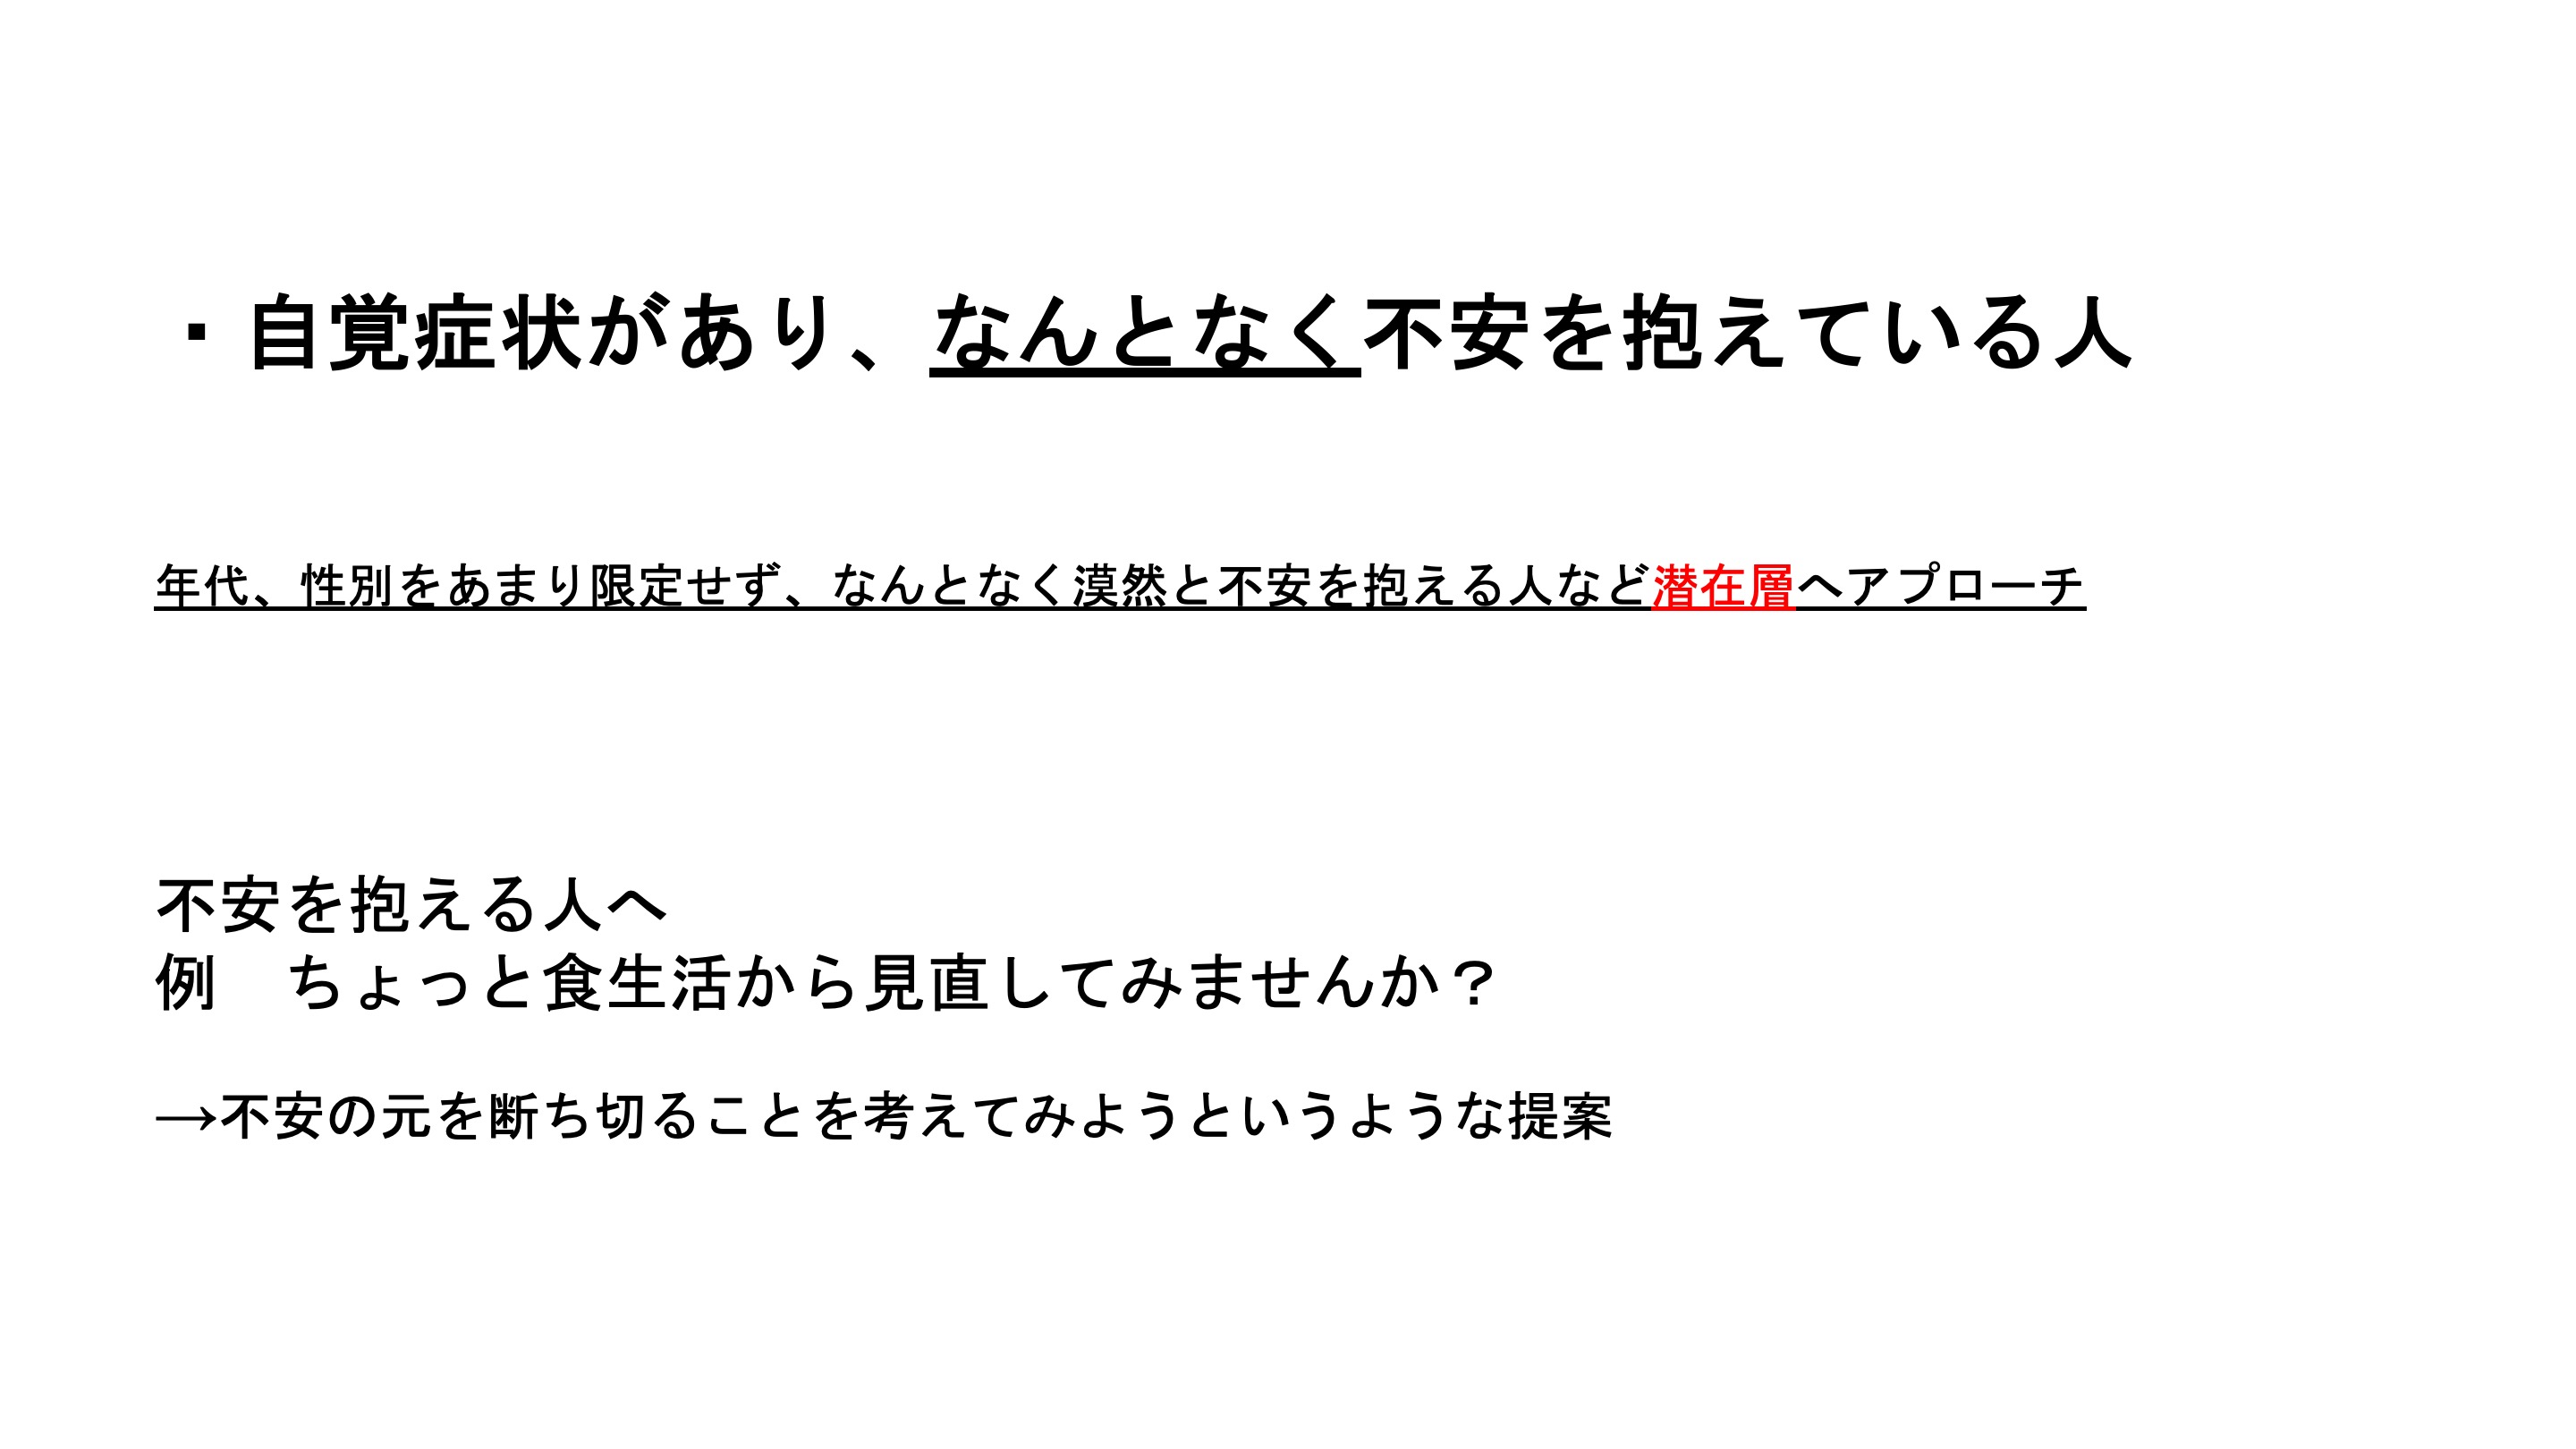 ・自覚症状があり、なんとなく不安を抱えている人
年代、性別をあまり限定せず、なんとなく漠然と不安を抱える人など潜在層へアプローチ
不安を抱える人へ
例　ちょっと食生活から見直してみませんか？
→不安の元を断ち切ることを考えてみようというような提案